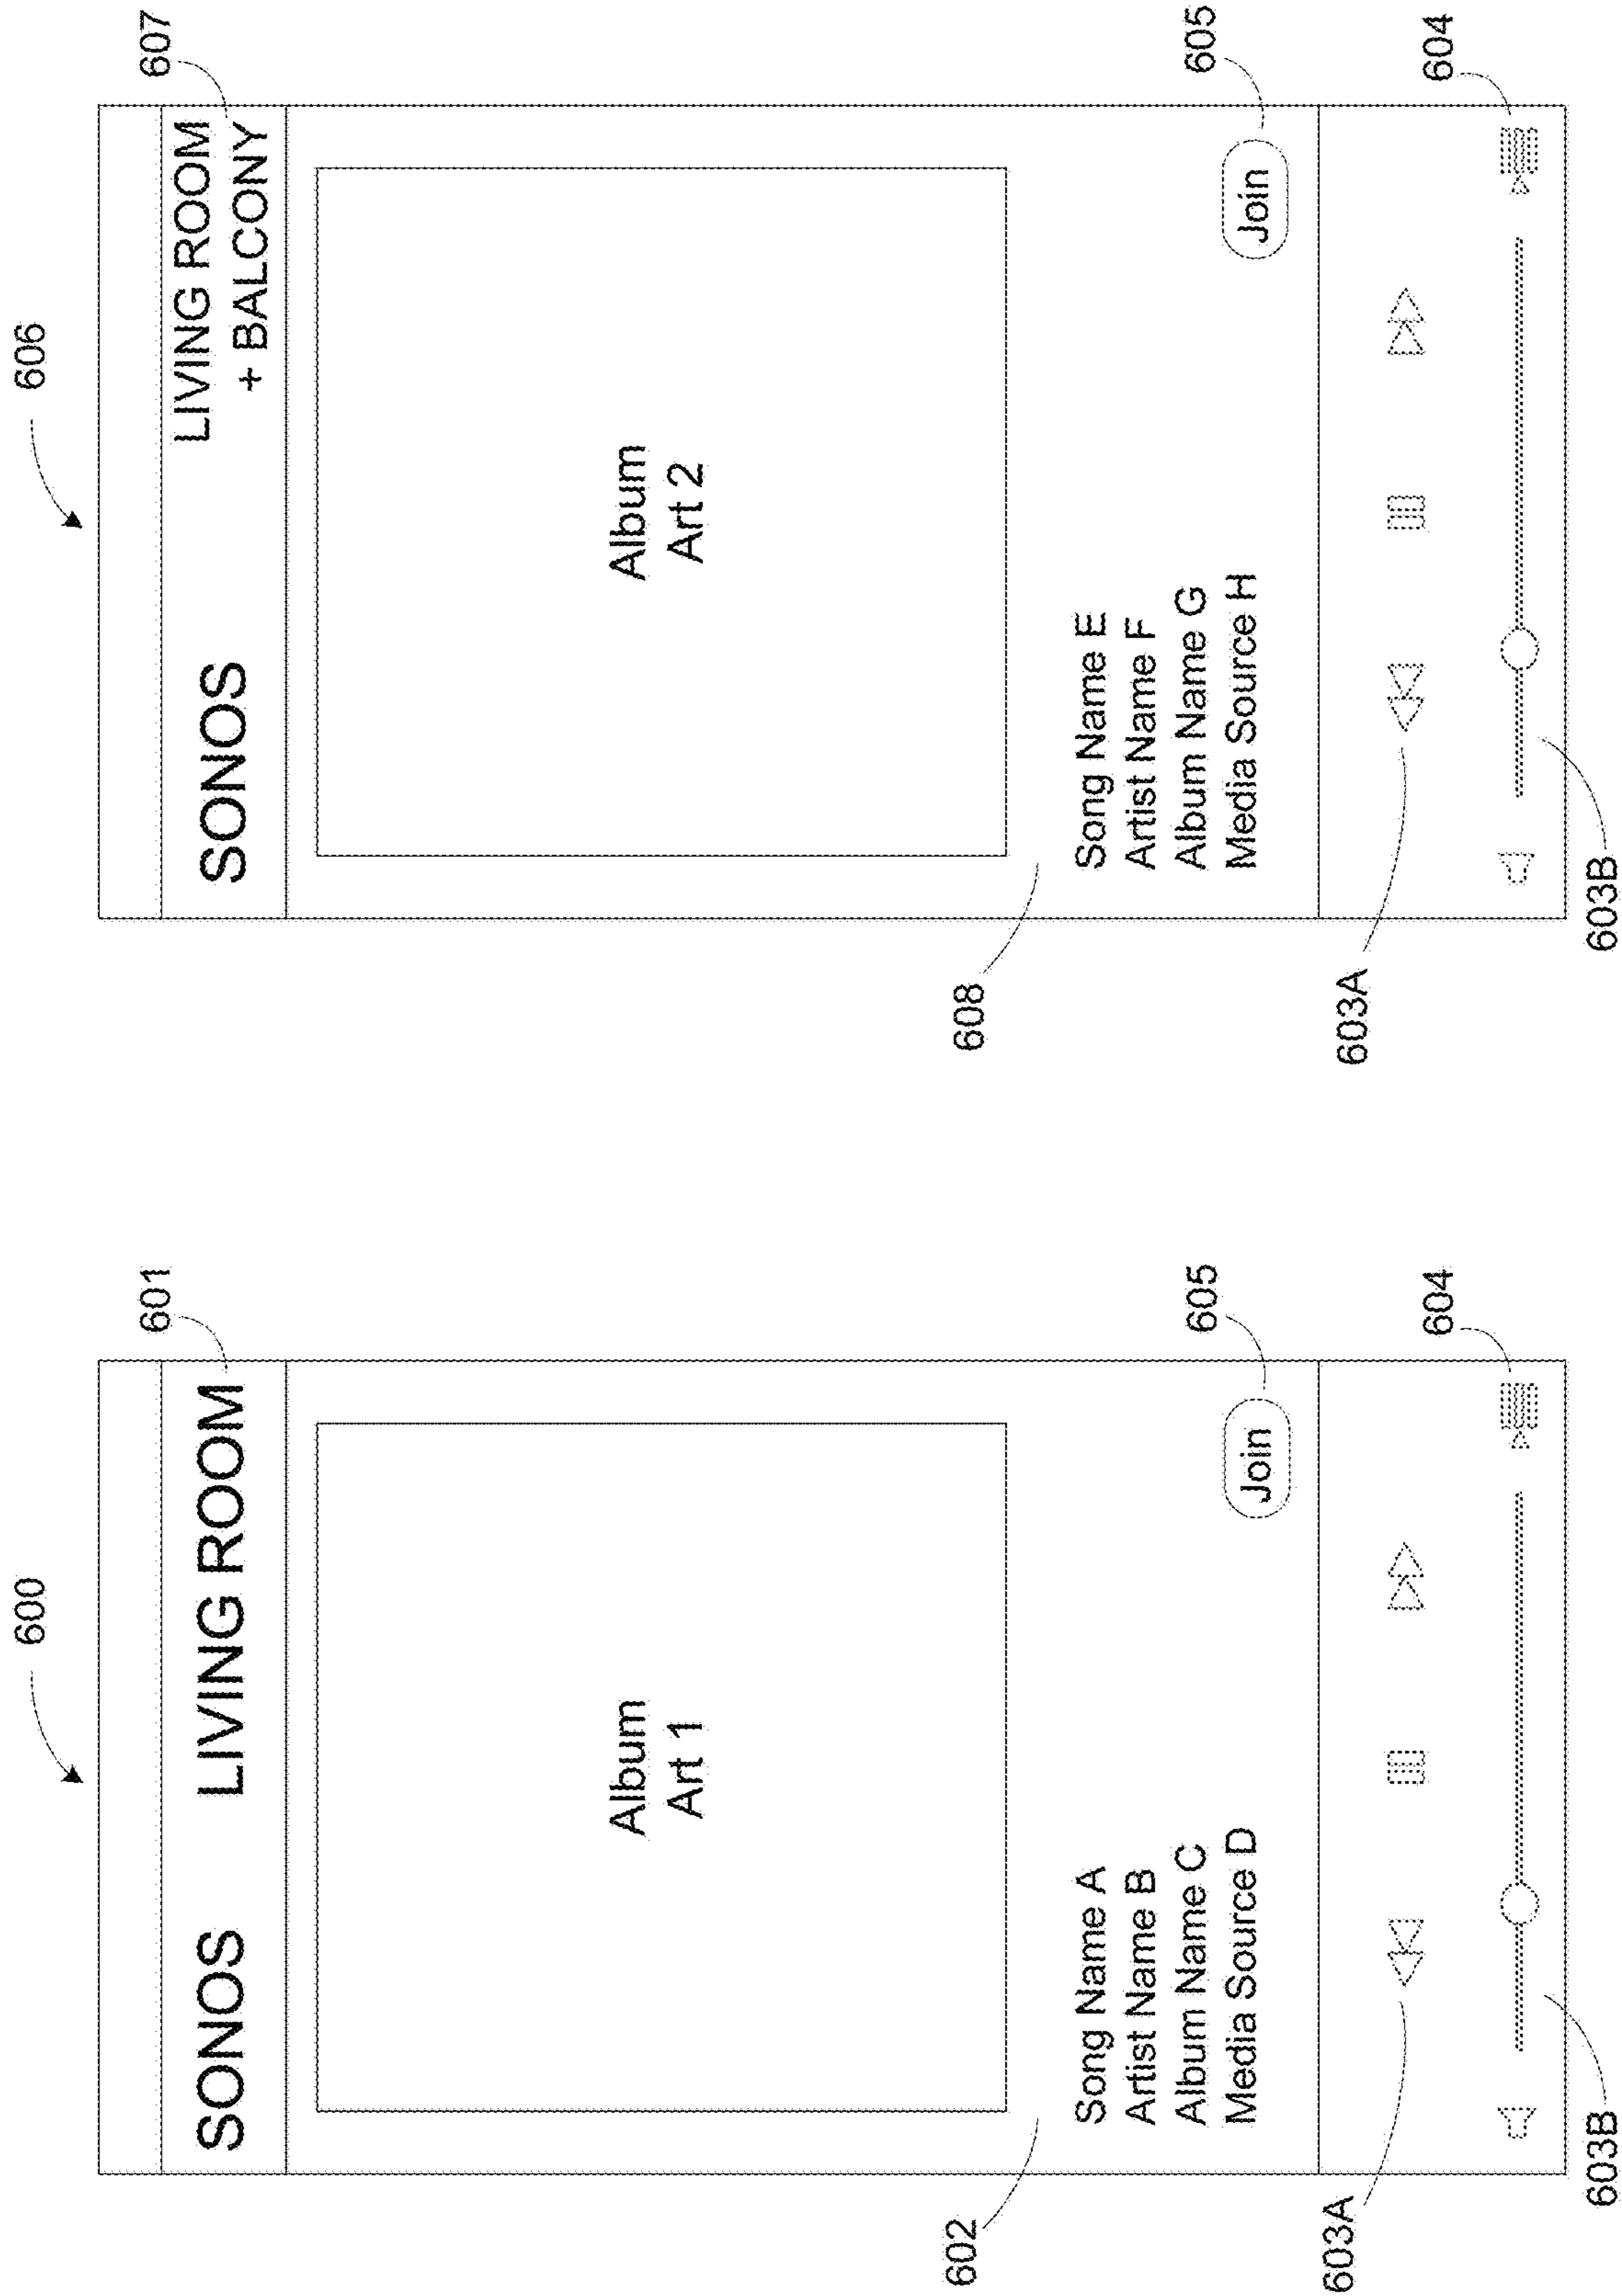 600
SONOS LIVING ROOM
601
Album
Art 1
602
Song Name A
Artist Name B
Album Name C
Media Source D
Join
605
603A
603B
604
606
SONOS
LIVING ROOM
+ BALCONY
607
Album
Art 2
608
Song Name E
Artist Name F
Album Name G
Media Source H
Join
605
603A
603B
604